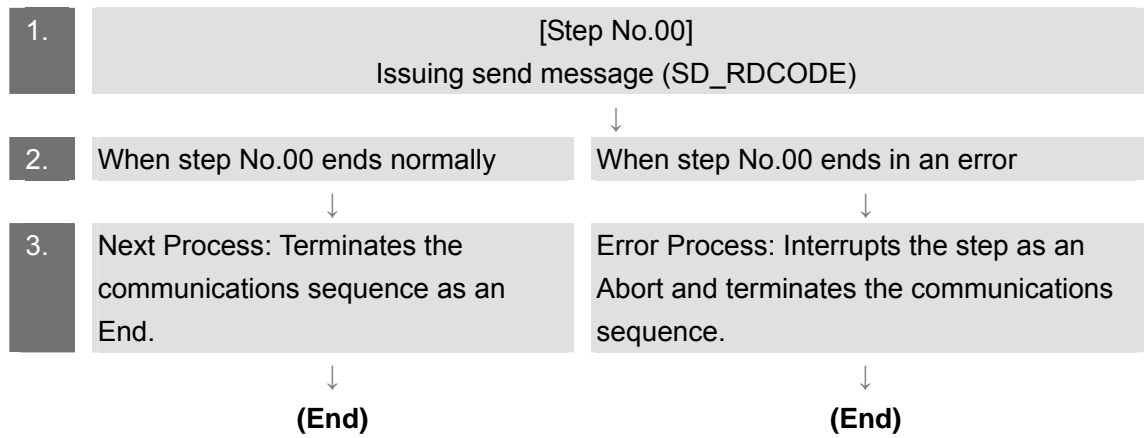 1.
[Step No.00]
Issuing send message (SD_RDCODE)
↓
2.
When step No.00 ends normally
When step No.00 ends in an error
↓
↓
3.
Next Process: Terminates the
communications sequence as an
End.
Error Process: Interrupts the step as an
Abort and terminates the communications
sequence.
↓
↓
(End)
(End)